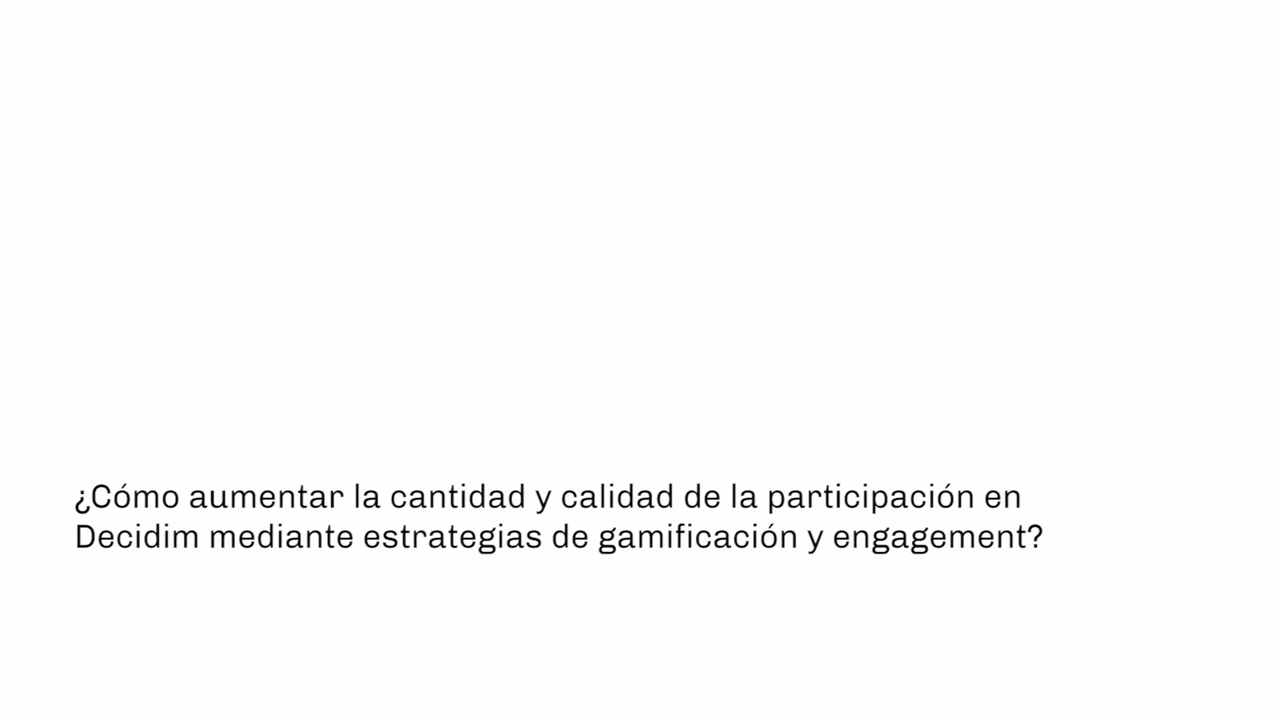 ¿Cómo aumentar la cantidad y calidad de la participación en
Decidim mediante estrategias de gamificación y engagement?